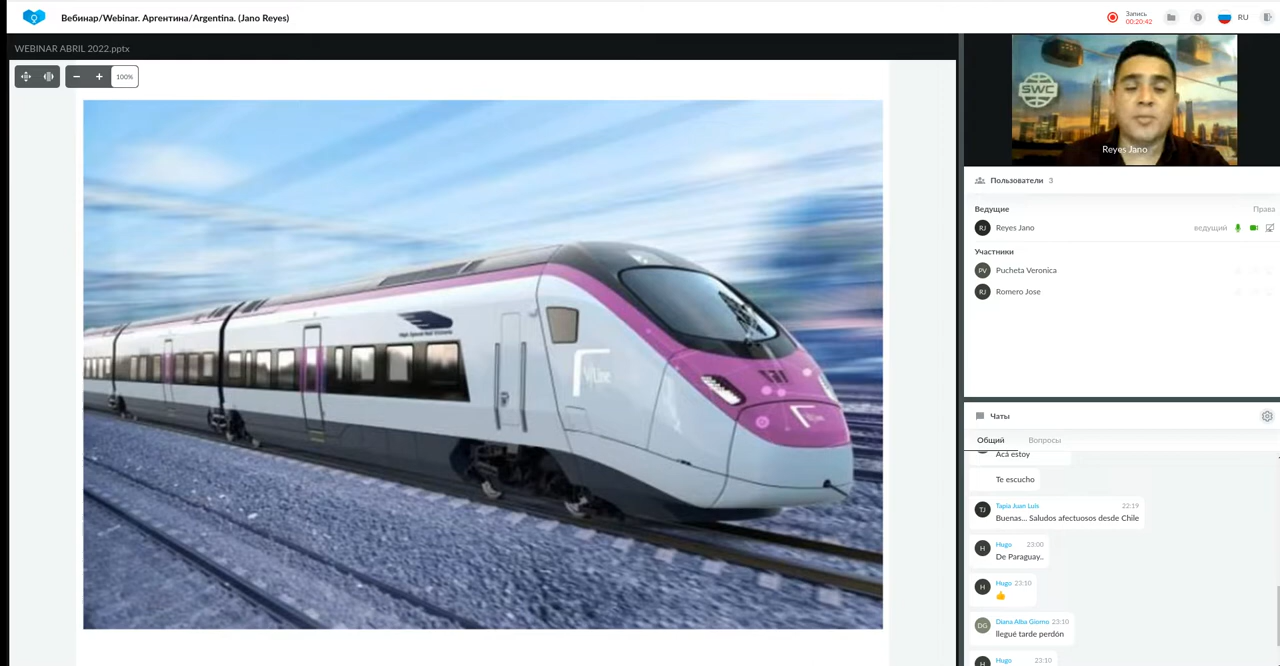 Вебинар/Webinar. Аргентина/Argentina. (Jano Reyes)
Запись
00:20:42
RU
WEBINAR ABRIL 2022.pptx
100%
V/Line
SWC
Reyes Jano
Пользователи 3
Ведущие Права
RJ Reyes Jano ведущий
Участники
PV Pucheta Veronica
RJ Romero Jose
Чаты
Общий Вопросы
Acá estoy
Te escucho
TJ Tapia Juan Luis 22:19
Buenas... Saludos afectuosos desde Chile
H Hugo 23:00
De Paraguay..
H Hugo 23:10
👍
DG Diana Alba Giorno 23:10
llegué tarde perdón
H Hugo 23:10